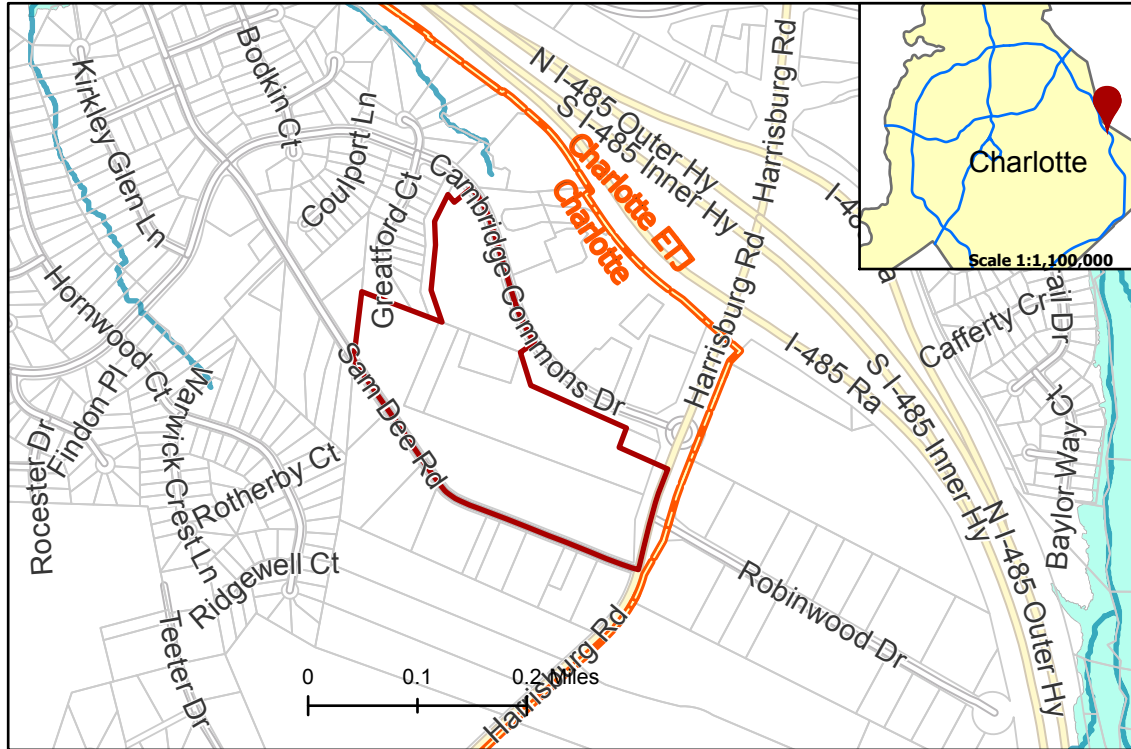 Bodkin Ct
Kirkley Glen Ln
Coulport Ln
Greatford Ct
Cambridge Commons Dr
N I-485 Outer Hy
S I-485 Inner Hy
Harrisburg Rd
Charlotte ETJ
Charlotte
Harrisburg Rd
I-485 Ra
S I-485 Inner Hy
N I-485 Outer Hy
Charlotte
Scale 1:1,100,000
Cafferty Cr
Baylor Way Ct
Hornwood Ct
Findon Pl
Rocester Dr
Warwick Crest Ln
Rotherby Ct
Ridgewell Ct
Teeter Dr
Sam Dee Rd
Robinwood Dr
Harrisburg Rd
0
0.1
0.2 Miles